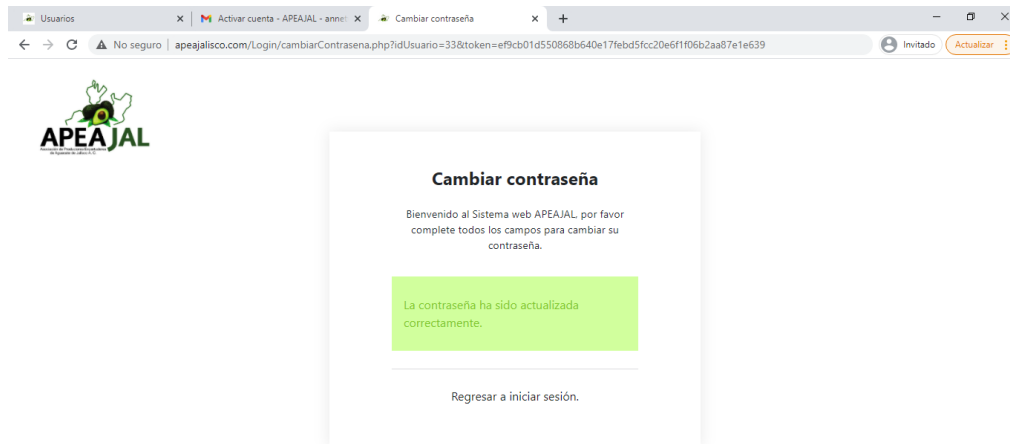 Usuarios
Activar cuenta - APEAJAL - annet
Cambiar contraseña
No seguro
apeajalisco.com/Login/cambiarContrasena.php?idUsuario=33&token=ef9cb01d550868b640e17febd5fcc20e6f1f06b2aa87e1e639
Invitado
Actualizar
APEAJAL
Cambiar contraseña
Bienvenido al Sistema web APEAJAL, por favor
complete todos los campos para cambiar su
contraseña.
La contraseña ha sido actualizada
correctamente.
Regresar a iniciar sesión.